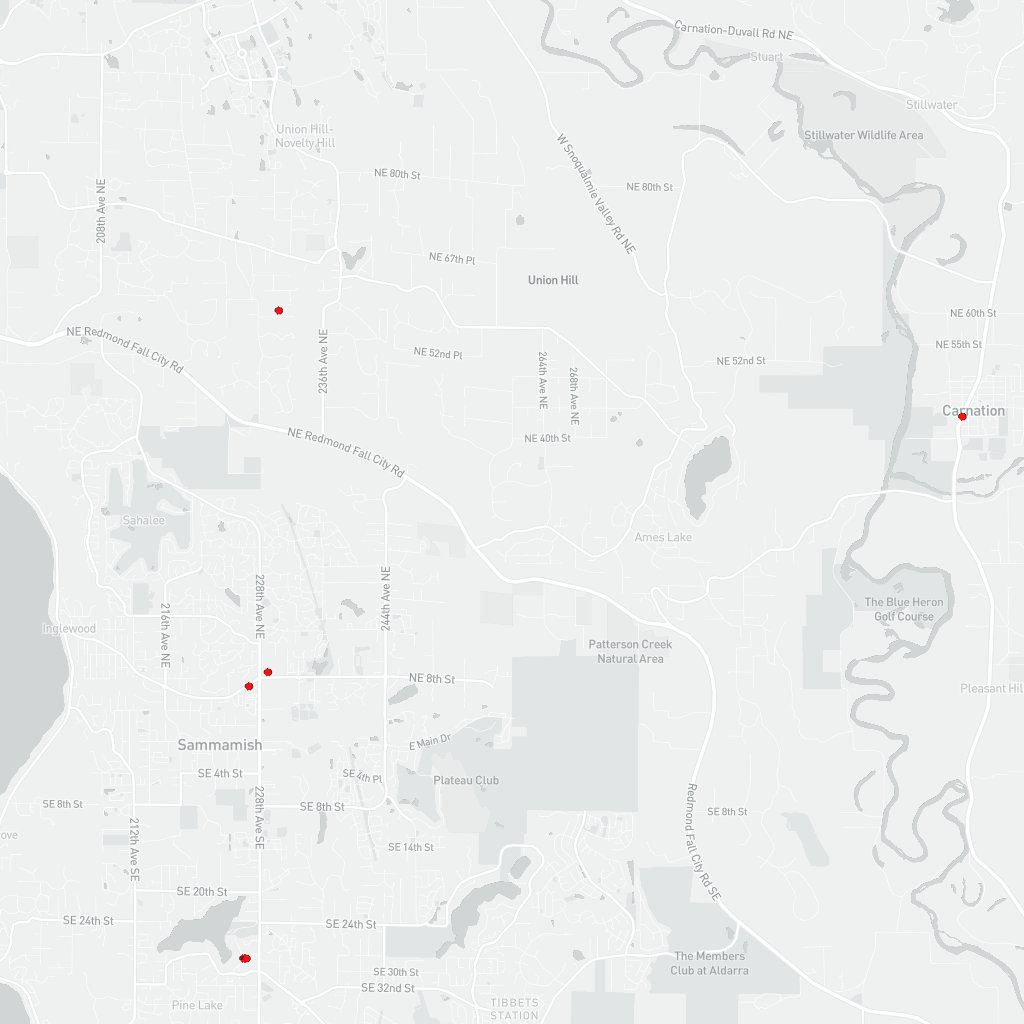 Carnation-Duvall Rd NE
Stuart
Stillwater
Stillwater Wildlife Area
Union Hill-
Novelty Hill
W Snoqualmie Valley Rd NE
NE 80th St
NE 80th St
208th Ave NE
NE 67th Pl
Union Hill
NE 60th St
NE Redmond Fall City Rd
236th Ave NE
NE 52nd Pl
264th Ave NE
268th Ave NE
NE 52nd St
NE 55th St
Carnation
NE Redmond Fall City Rd
NE 40th St
Sahalee
Ames Lake
228th Ave NE
244th Ave NE
216th Ave NE
Inglewood
The Blue Heron
Golf Course
Patterson Creek
Natural Area
NE 8th St
Pleasant Hil
Sammamish
E Main Dr
SE 4th St
SE 4th Pl
Plateau Club
SE 8th St
SE 8th St
SE 8th St
228th Ave SE
212th Ave SE
Redmond Fall City Rd SE
ove
SE 14th St
SE 20th St
SE 24th St
SE 24th St
The Members
Club at Aldarra
SE 30th St
SE 32nd St
Pine Lake
TIBBETS
STATION